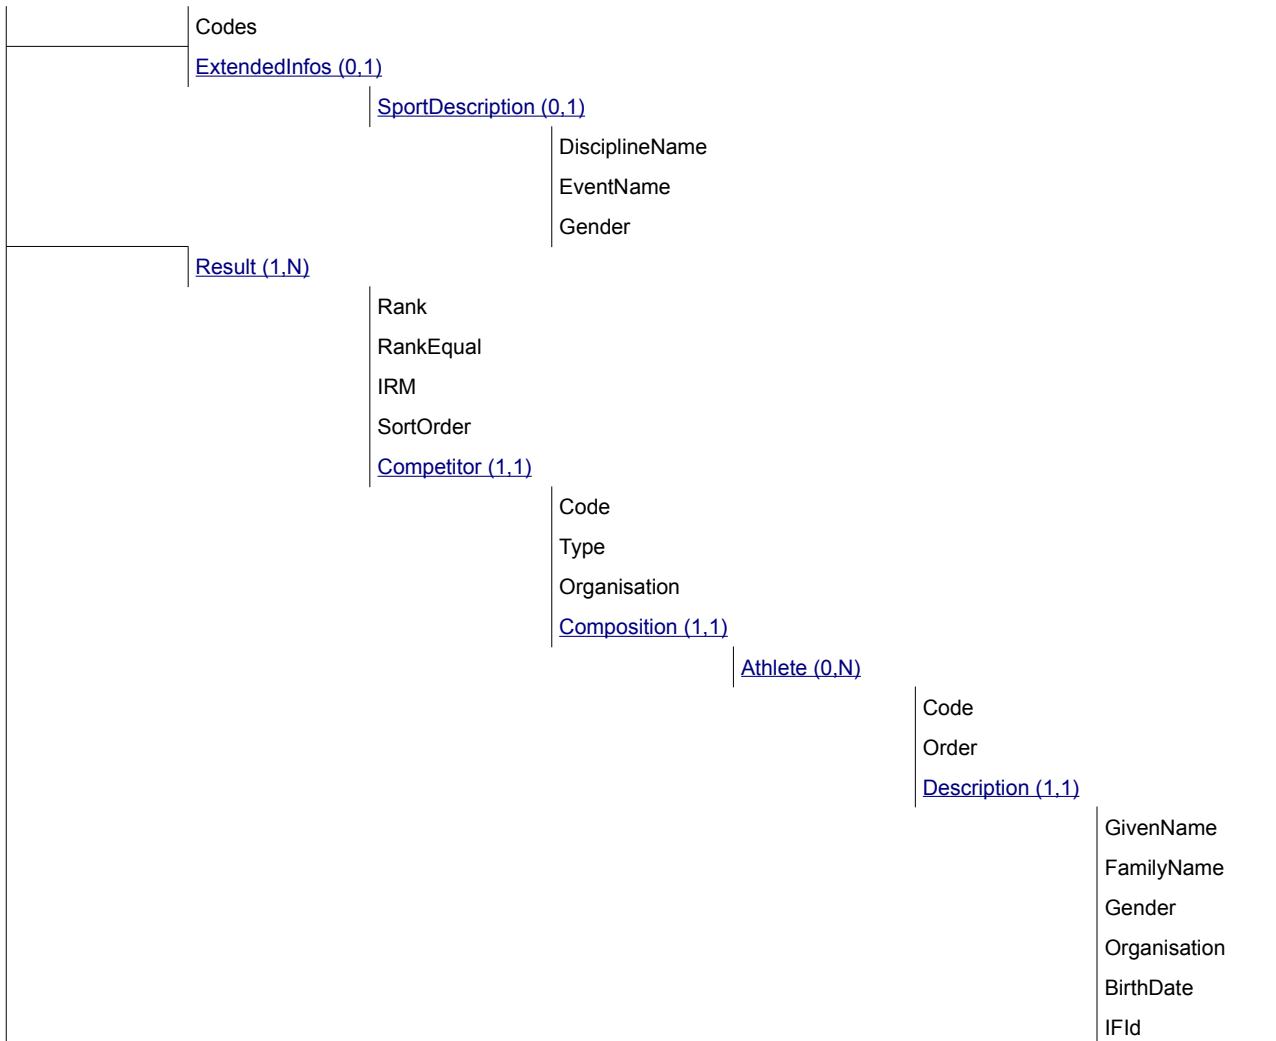 Codes
ExtendedInfos (0,1)
SportDescription (0,1)
DisciplineName
EventName
Gender
Result (1,N)
Rank
RankEqual
IRM
SortOrder
Competitor (1,1)
Code
Type
Organisation
Composition (1,1)
Athlete (0,N)
Code
Order
Description (1,1)
GivenName
FamilyName
Gender
Organisation
BirthDate
IFId